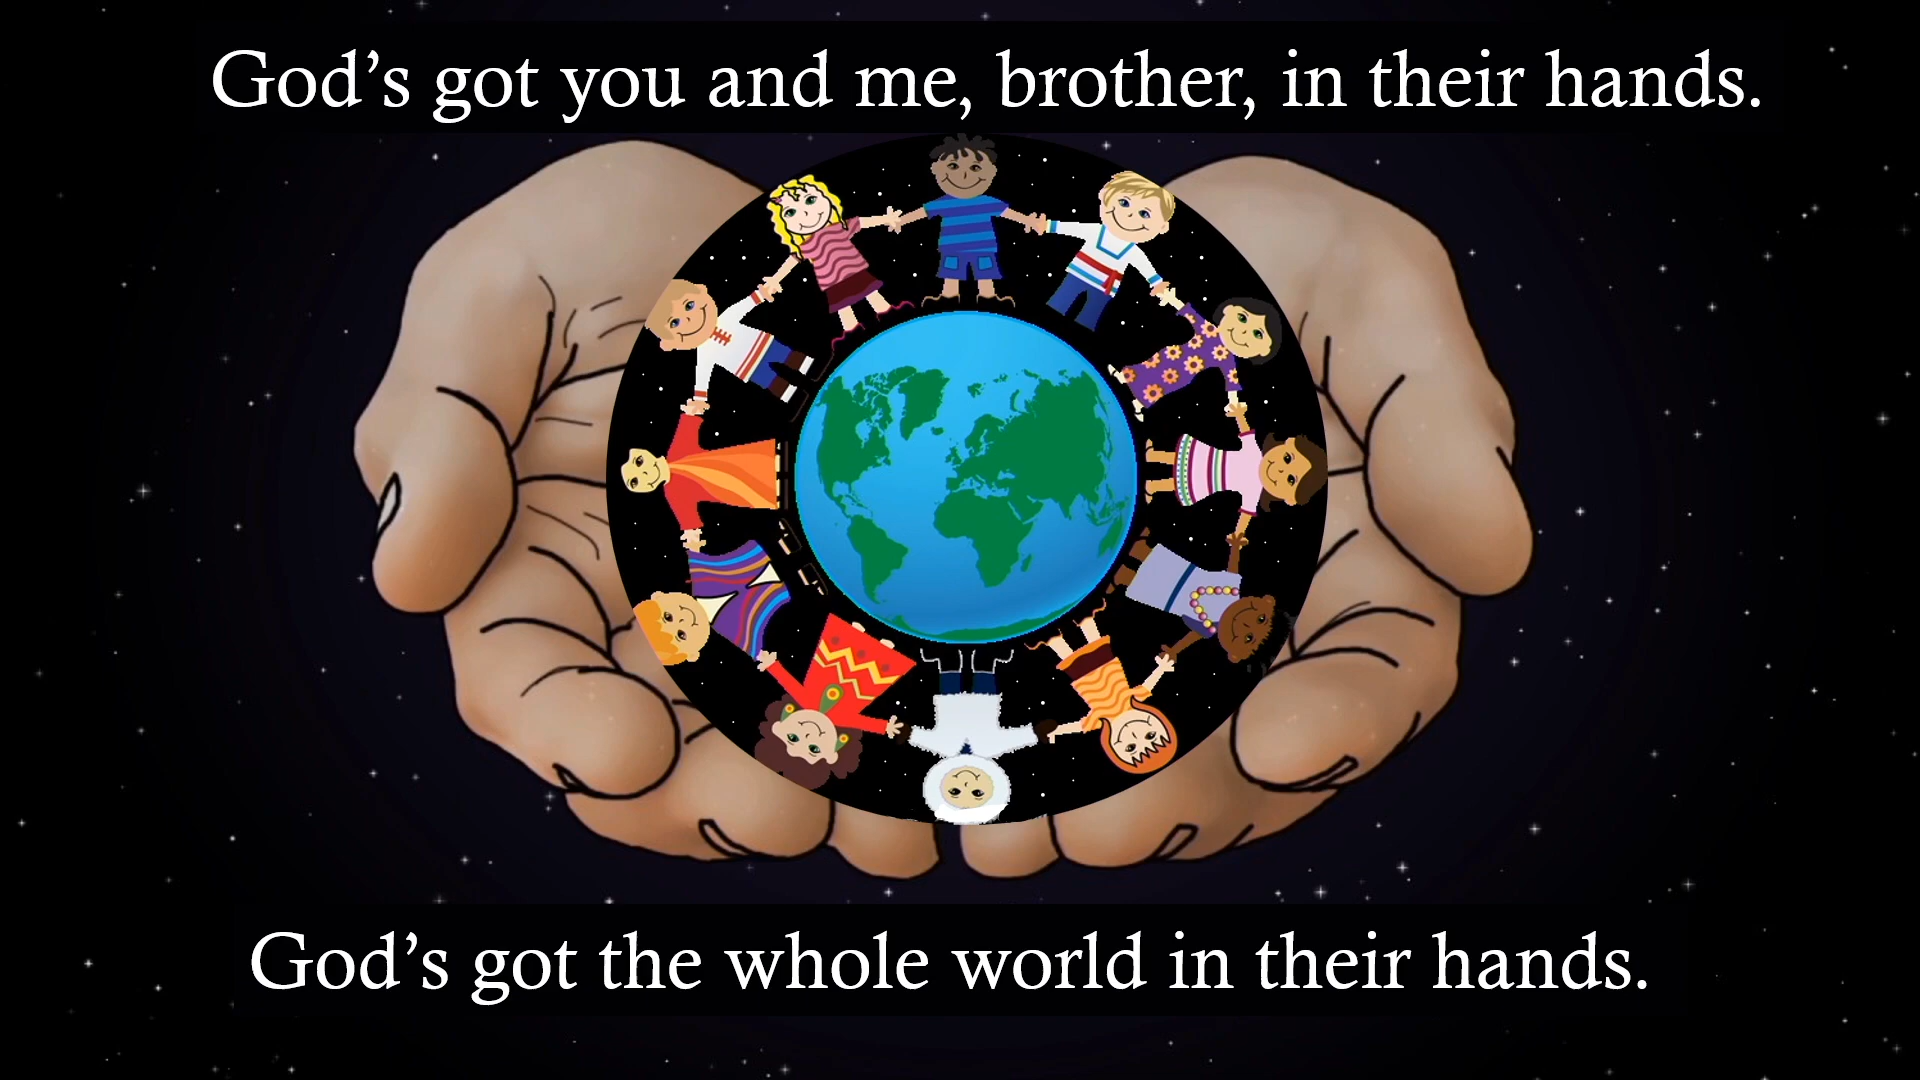 God’s got you and me, brother, in their hands.
God’s got the whole world in their hands.